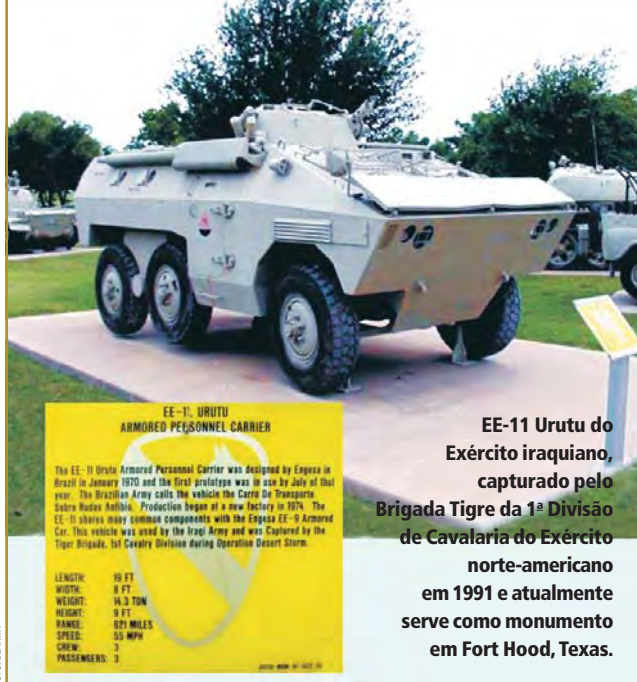 EE-11, URUTU
ARMORED PERSONNEL CARRIER
The EE-11 Urutu Armored Personnel Carrier was designed by Engesa in
Brazil in January 1970 and the first prototype was in use by July of that
year. The Brazilian Army calls the vehicle the Carro De Transporte
Sobre Rudas Anfibio. Production began at a new factory in 1974. The
EE-11 shares many common components with the Engesa EE-9 Armored
Car. This vehicle was used by the Iraqi Army and was Captured by the
Tiger Brigade, 1st Cavalry Division during Operation Desert Storm.
LENGTH: 19 FT
WIDTH: 8 FT
WEIGHT: 14.3 TON
HEIGHT: 9 FT
RANGE: 621 MILES
SPEED: 55 MPH
CREW: 3
PASSENGERS: 3
EE-11 Urutu do
Exército iraquiano,
capturado pelo
Brigada Tigre da 1ª Divisão
de Cavalaria do Exército
norte-americano
em 1991 e atualmente
serve como monumento
em Fort Hood, Texas.